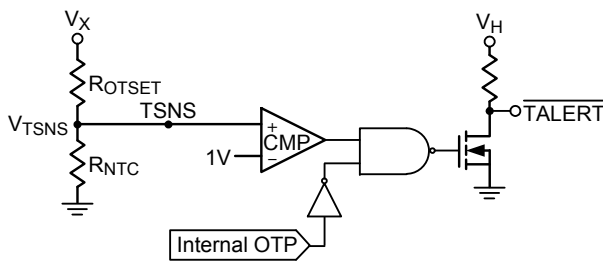 VX
VH
ROTSET
VTSNS
TSNS
TALERT
+
CMP
1V
−
RNTC
Internal OTP